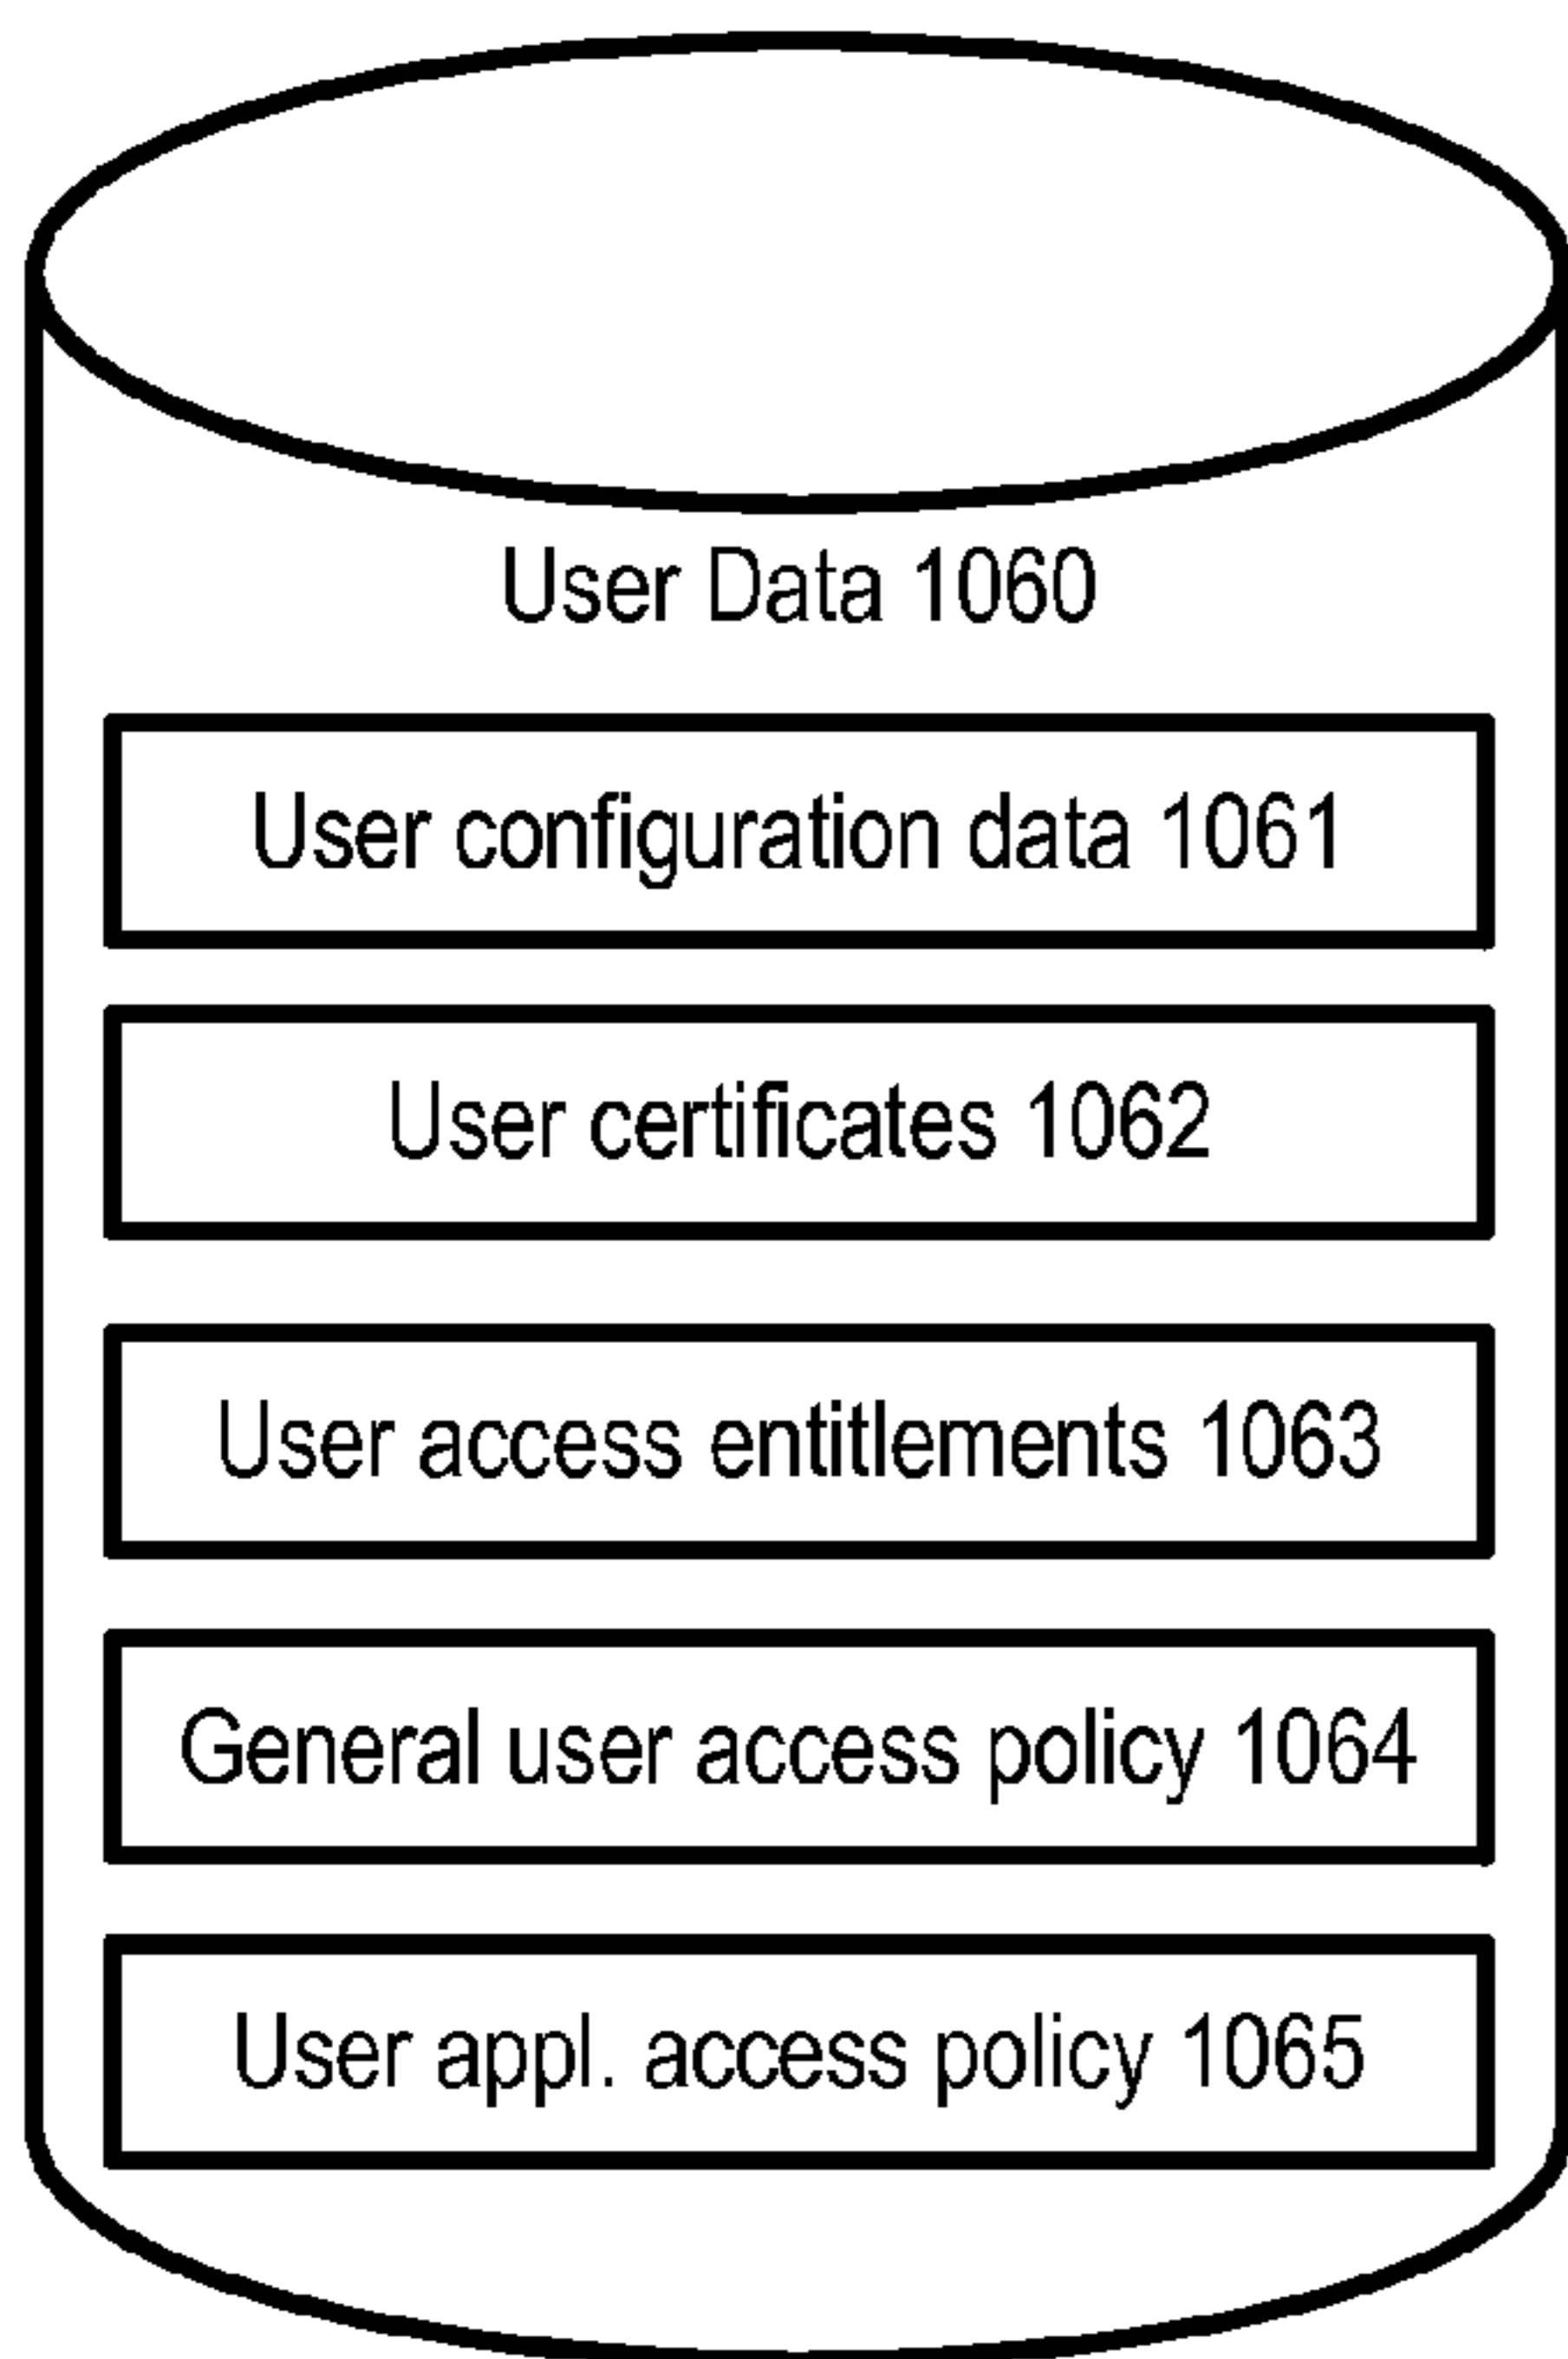 User Data 1060
User configuration data 1061
User certificates 1062
User access entitlements 1063
General user access policy 1064
User appl. access policy 1065